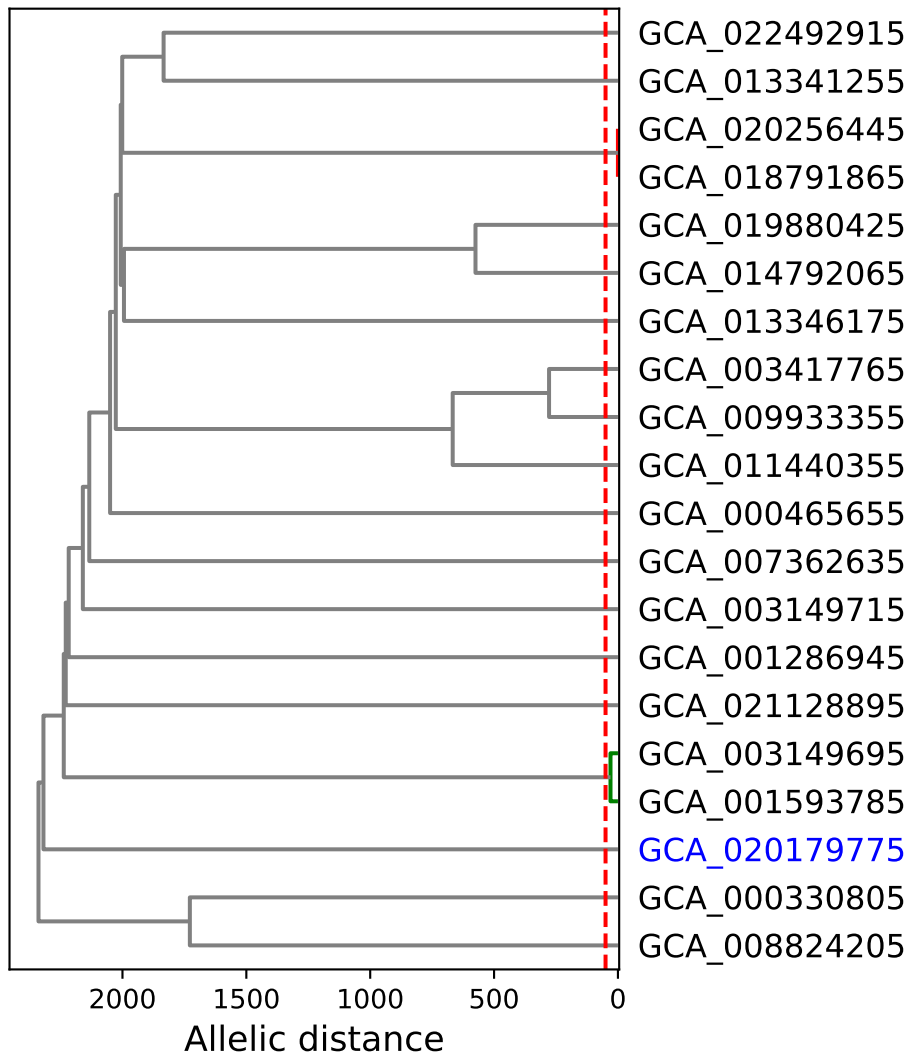 GCA_022492915
GCA_013341255
GCA_020256445
GCA_018791865
GCA_019880425
GCA_014792065
GCA_013346175
GCA_003417765
GCA_009933355
GCA_011440355
GCA_000465655
GCA_007362635
GCA_003149715
GCA_001286945
GCA_021128895
GCA_003149695
GCA_001593785
GCA_020179775
GCA_000330805
GCA_008824205
2000 1500 1000 500 0
Allelic distance